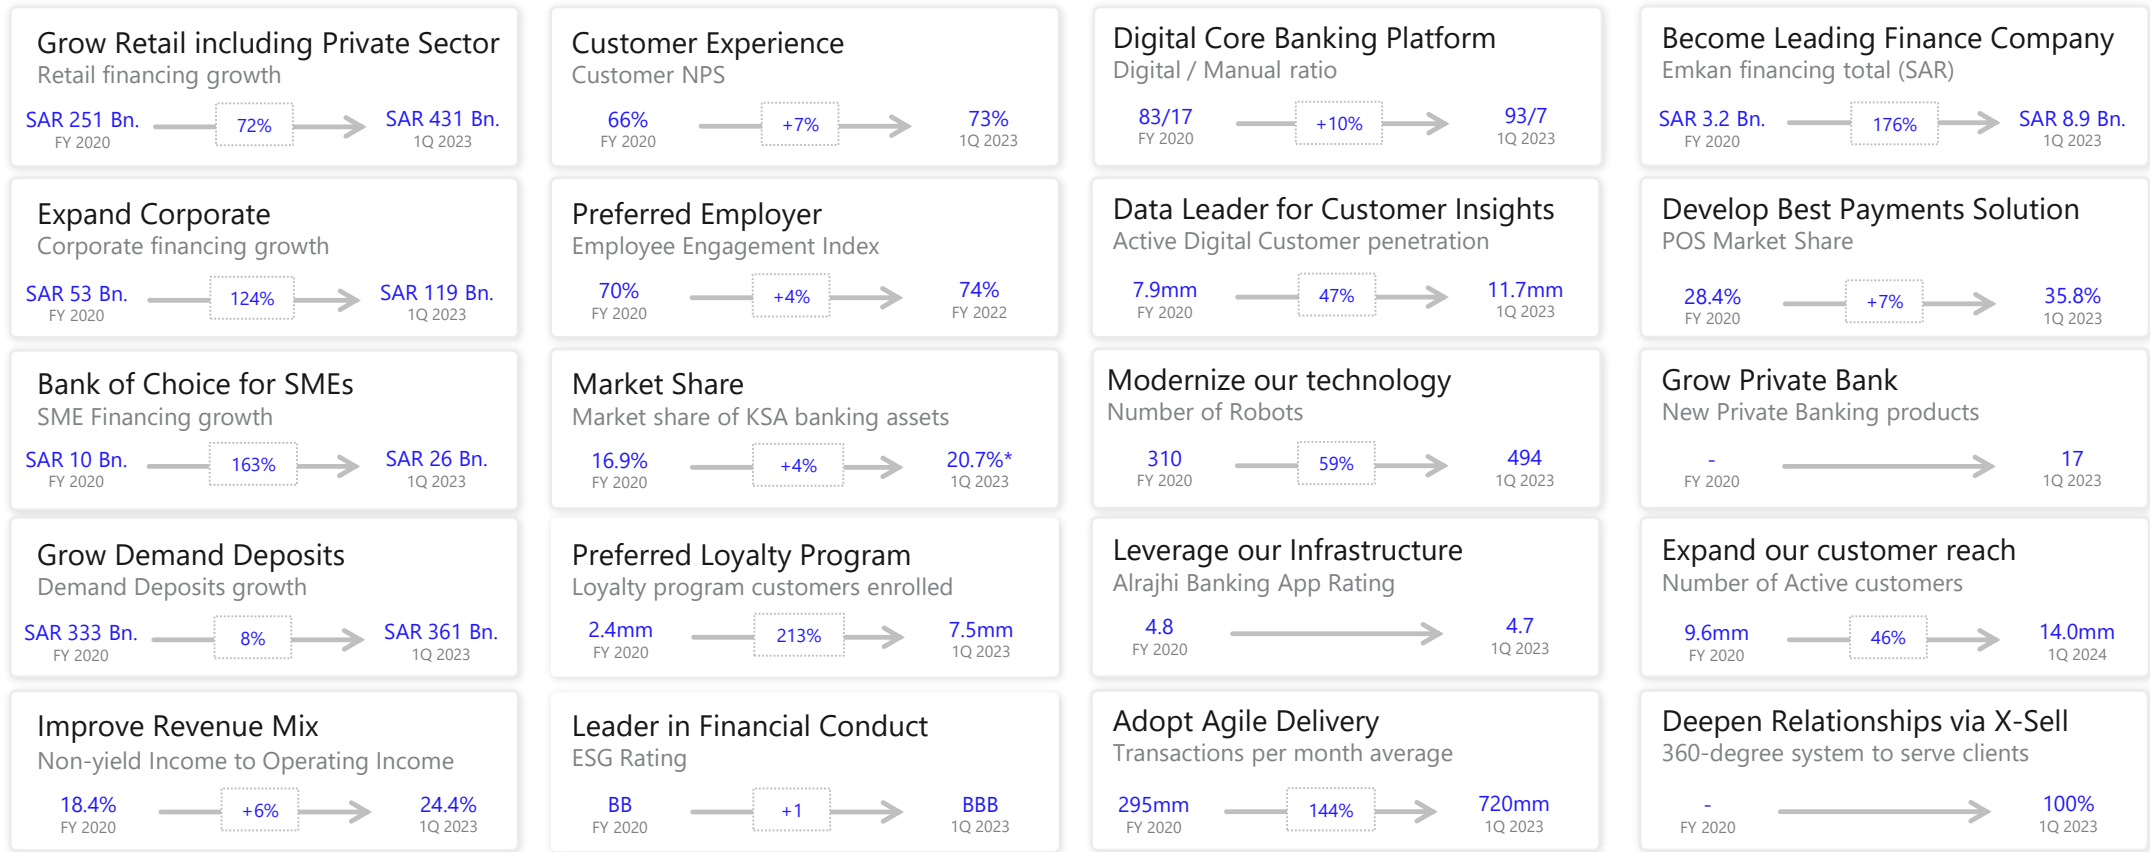 Grow Retail including Private Sector
Retail financing growth
SAR 251 Bn.
FY 2020
72%
SAR 431 Bn.
1Q 2023
Customer Experience
Customer NPS
66%
FY 2020
+7%
73%
1Q 2023
Digital Core Banking Platform
Digital / Manual ratio
83/17
FY 2020
+10%
93/7
1Q 2023
Become Leading Finance Company
Emkan financing total (SAR)
SAR 3.2 Bn.
FY 2020
176%
SAR 8.9 Bn.
1Q 2023
Expand Corporate
Corporate financing growth
SAR 53 Bn.
FY 2020
124%
SAR 119 Bn.
1Q 2023
Preferred Employer
Employee Engagement Index
70%
FY 2020
+4%
74%
FY 2022
Data Leader for Customer Insights
Active Digital Customer penetration
7.9mm
FY 2020
47%
11.7mm
1Q 2023
Develop Best Payments Solution
POS Market Share
28.4%
FY 2020
+7%
35.8%
1Q 2023
Bank of Choice for SMEs
SME Financing growth
SAR 10 Bn.
FY 2020
163%
SAR 26 Bn.
1Q 2023
Market Share
Market share of KSA banking assets
16.9%
FY 2020
+4%
20.7%*
1Q 2023
Modernize our technology
Number of Robots
310
FY 2020
59%
494
1Q 2023
Grow Private Bank
New Private Banking products
-
FY 2020
17
1Q 2023
Grow Demand Deposits
Demand Deposits growth
SAR 333 Bn.
FY 2020
8%
SAR 361 Bn.
1Q 2023
Preferred Loyalty Program
Loyalty program customers enrolled
2.4mm
FY 2020
213%
7.5mm
1Q 2023
Leverage our Infrastructure
Alrajhi Banking App Rating
4.8
FY 2020
4.7
1Q 2023
Expand our customer reach
Number of Active customers
9.6mm
FY 2020
46%
14.0mm
1Q 2024
Improve Revenue Mix
Non-yield Income to Operating Income
18.4%
FY 2020
+6%
24.4%
1Q 2023
Leader in Financial Conduct
ESG Rating
BB
FY 2020
+1
BBB
1Q 2023
Adopt Agile Delivery
Transactions per month average
295mm
FY 2020
144%
720mm
1Q 2023
Deepen Relationships via X-Sell
360-degree system to serve clients
-
FY 2020
100%
1Q 2023